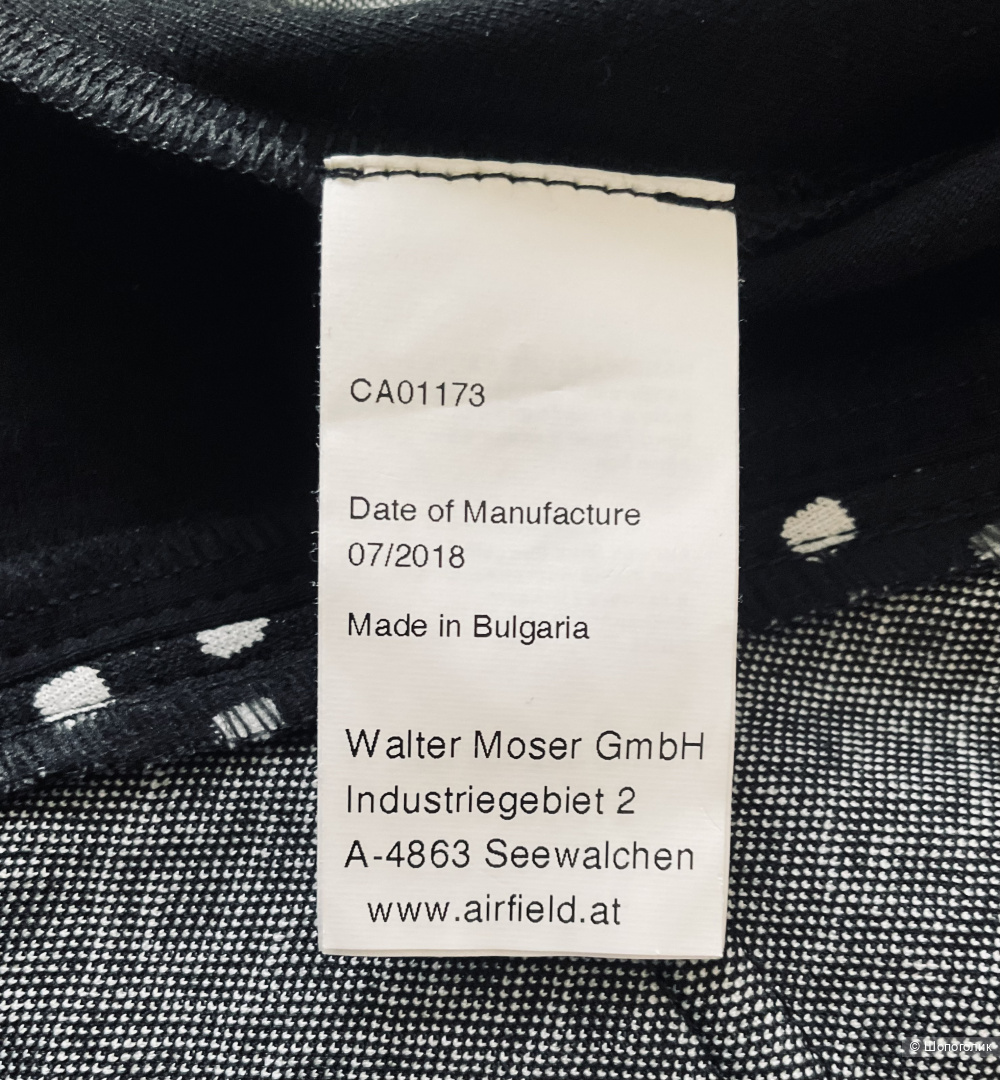 CA01173
Date of Manufacture
07/2018
Made in Bulgaria
Walter Moser GmbH
Industriegebiet 2
A-4863 Seewalchen
www.airfield.at
© Шопоголик